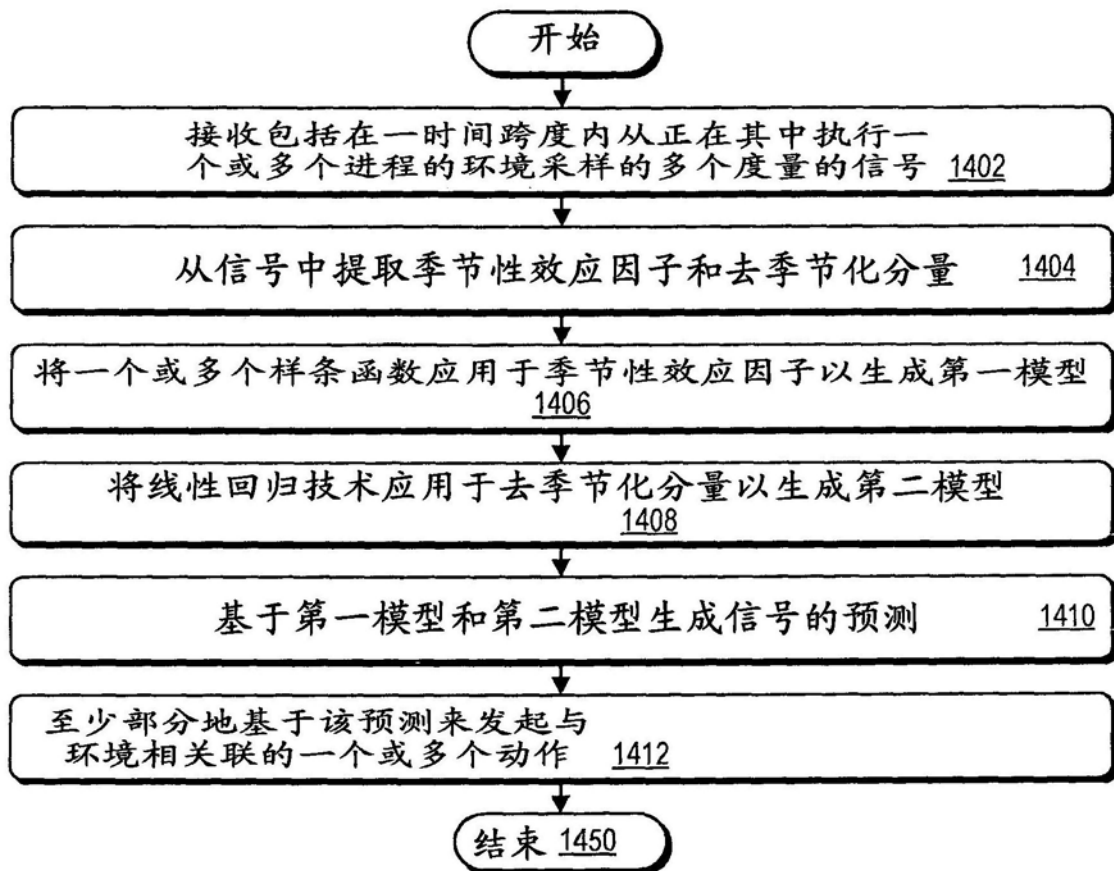 开始
接收包括在一时间跨度内从正在其中执行一
个或多个进程的环境采样的多个度量的信号 1402
从信号中提取季节性效应因子和去季节化分量 1404
将一个或多个样条函数应用于季节性效应因子以生成第一模型
1406
将线性回归技术应用于去季节化分量以生成第二模型
1408
基于第一模型和第二模型生成信号的预测 1410
至少部分地基于该预测来发起与
环境相关联的一个或多个动作 1412
结束 1450